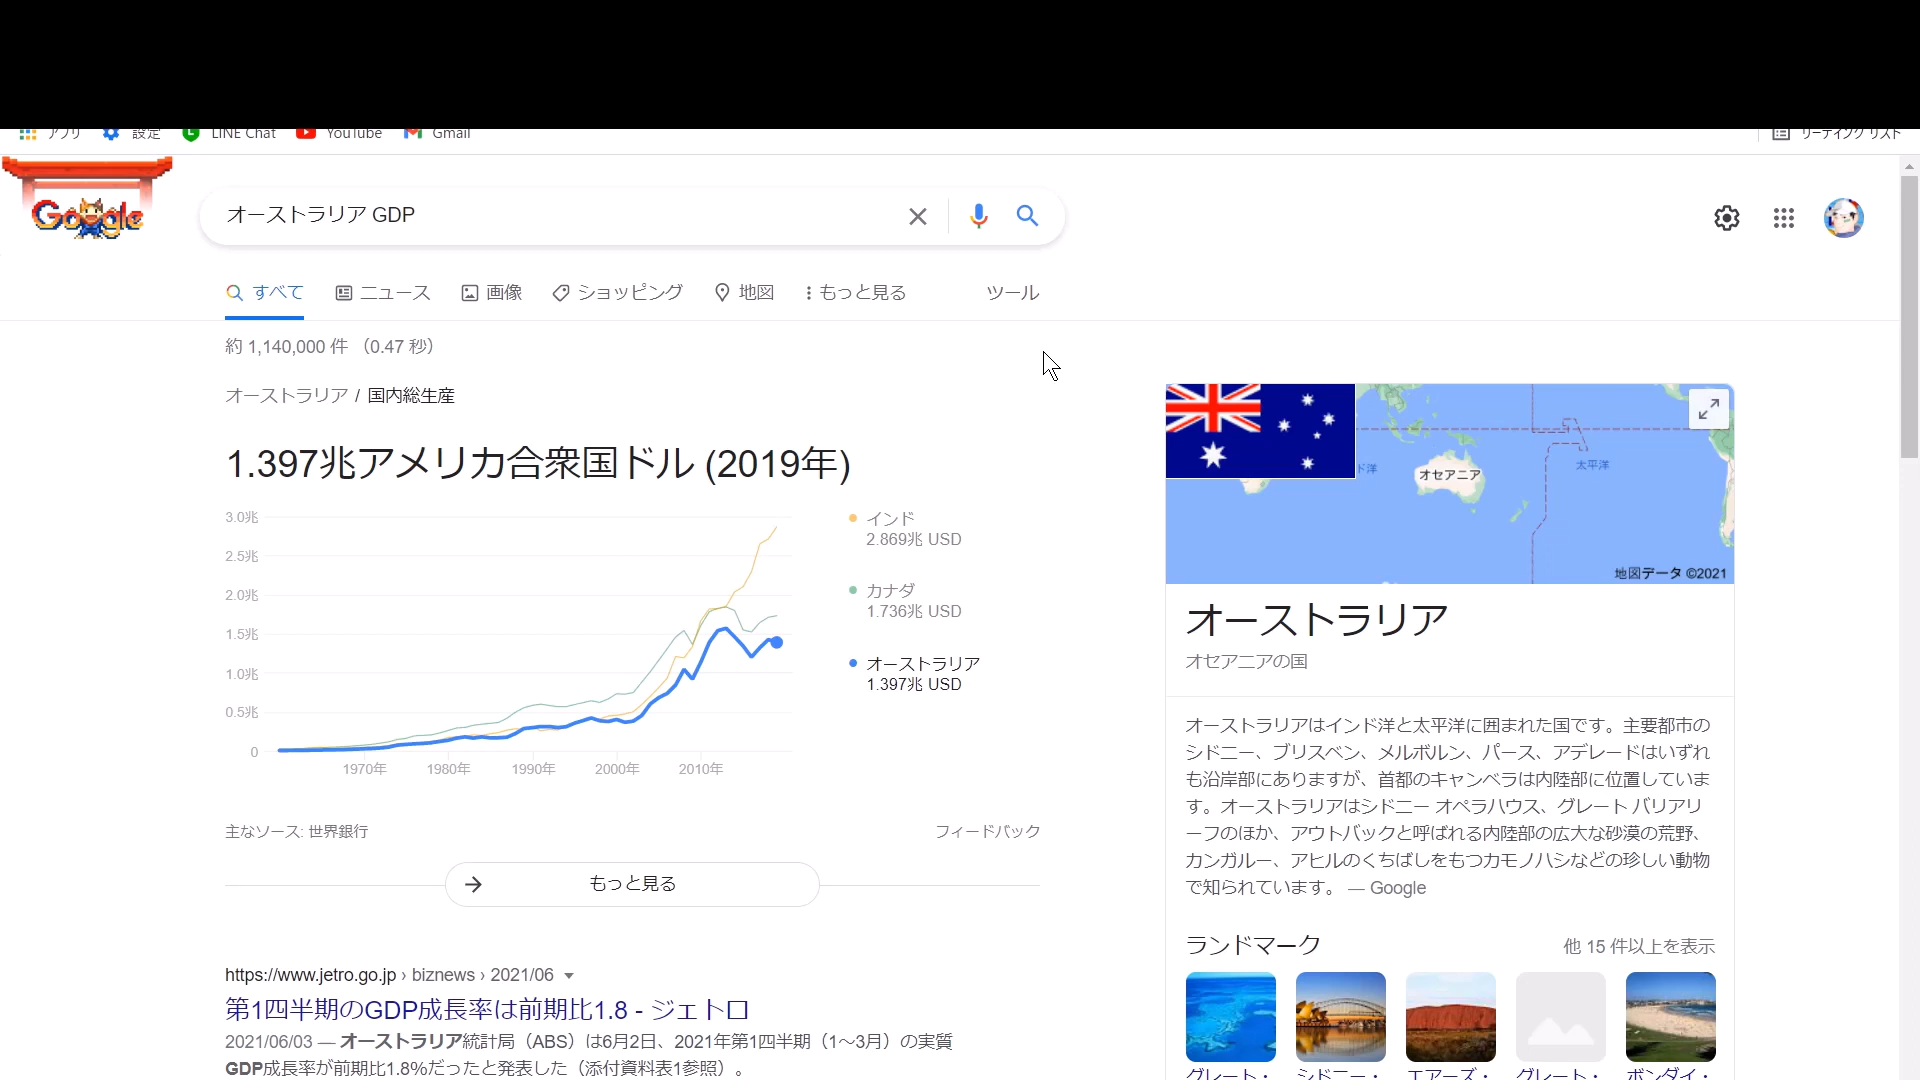 アプリ 設定 LINE Chat YouTube Gmail リーディング リスト
Google
オーストラリア GDP
すべて ニュース 画像 ショッピング 地図 もっと見る ツール
約 1,140,000 件 （0.47 秒）
オーストラリア / 国内総生産
1.397兆アメリカ合衆国ドル (2019年)
3.0兆
2.5兆
2.0兆
1.5兆
1.0兆
0.5兆
0
1970年 1980年 1990年 2000年 2010年
インド
2.869兆 USD
カナダ
1.736兆 USD
オーストラリア
1.397兆 USD
主なソース: 世界銀行
フィードバック
もっと見る
https://www.jetro.go.jp › biznews › 2021/06
第1四半期のGDP成長率は前期比1.8 - ジェトロ
2021/06/03 — オーストラリア統計局（ABS）は6月2日、2021年第1四半期（1～3月）の実質
GDP成長率が前期比1.8%だったと発表した（添付資料表1参照）。
ド洋
オセアニア
太平洋
地図データ ©2021
オーストラリア
オセアニアの国
オーストラリアはインド洋と太平洋に囲まれた国です。主要都市の
シドニー、ブリスベン、メルボルン、パース、アデレードはいずれ
も沿岸部にありますが、首都のキャンベラは内陸部に位置していま
す。オーストラリアはシドニー オペラハウス、グレート バリアリ
ーフのほか、アウトバックと呼ばれる内陸部の広大な砂漠の荒野、
カンガルー、アヒルのくちばしをもつカモノハシなどの珍しい動物
で知られています。 — Google
ランドマーク
他 15 件以上を表示
グレート・ シドニー・ エアーズ・ グレート・ ボンダイ・